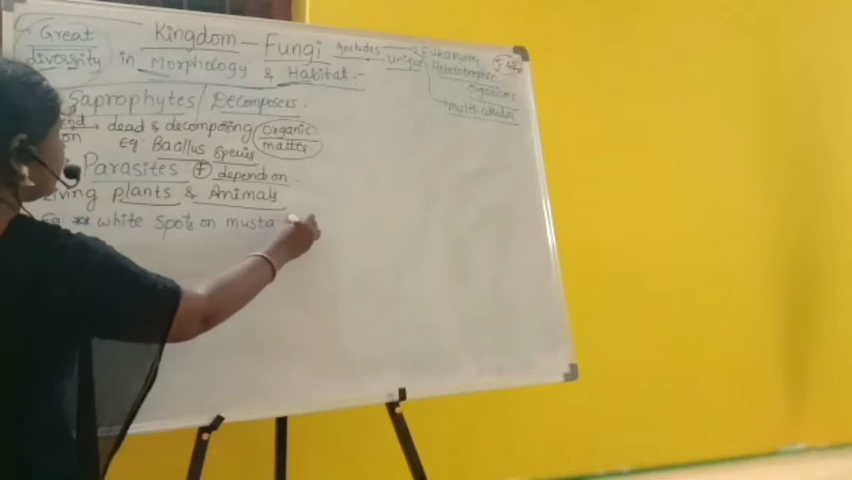 Great Kingdom - Fungi includes Eukaryotic
diversity in Morphology & Habitat. unique Heterotrophic
organisms
multicellular
Saprophytes / Decomposers.
dead & decomposing organic
matter
on Eg: Bacillus Species
Parasites F depend on
Living plants & Animals
Eg. ** white Spots on musta